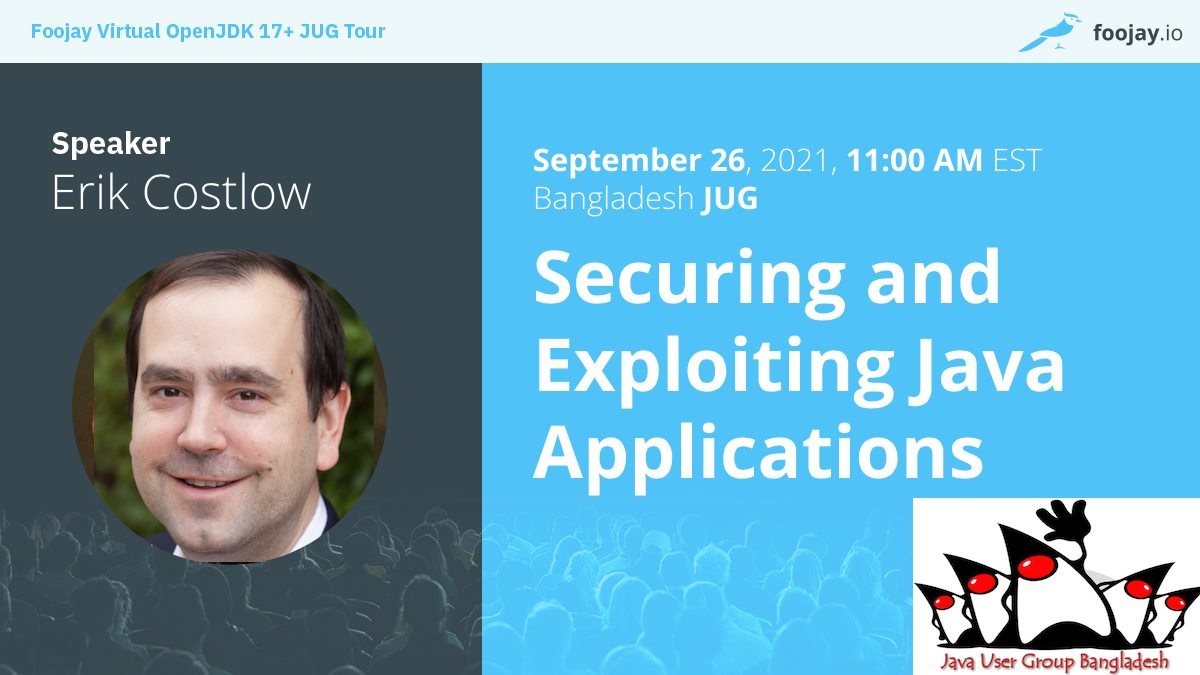 Foojay Virtual OpenJDK 17+ JUG Tour
foojay.io
Speaker
Erik Costlow
September 26, 2021, 11:00 AM EST
Bangladesh JUG
Securing and
Exploiting Java
Applications
Java User Group Bangladesh